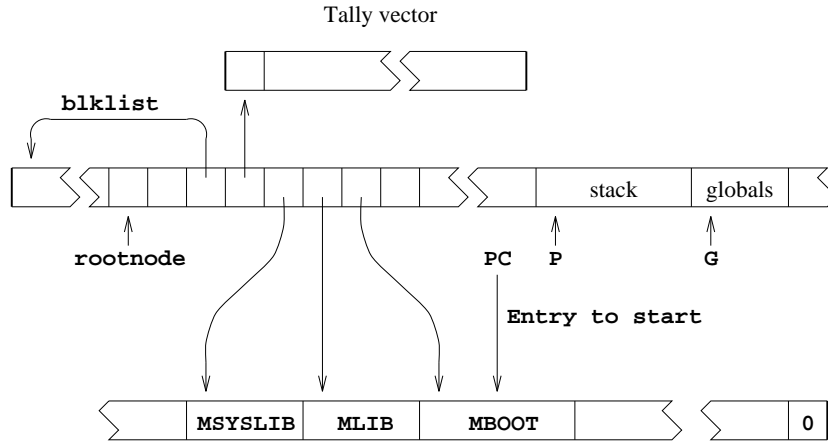 Tally vector
blklist
stack globals
rootnode PC P G
Entry to start
MSYSLIB MLIB MBOOT 0